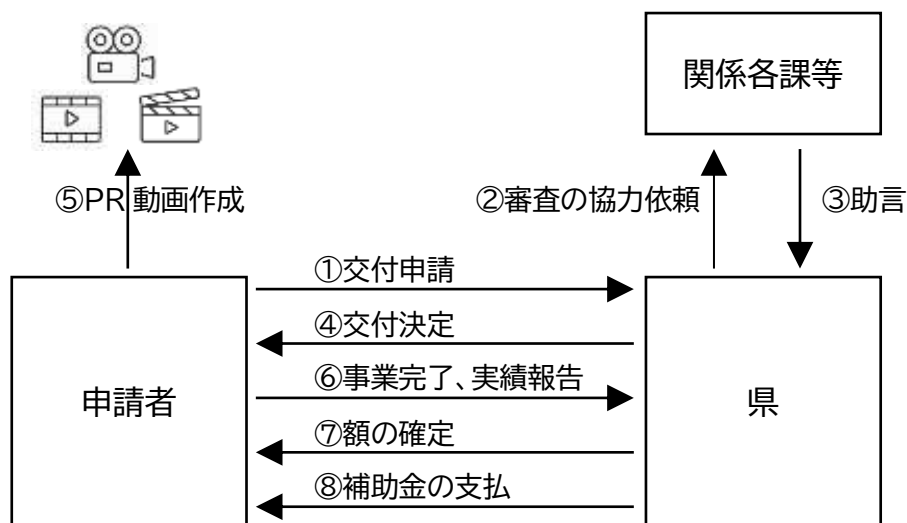 関係各課等
⑤PR動画作成
②審査の協力依頼
③助言
①交付申請
④交付決定
⑥事業完了、実績報告
⑦額の確定
⑧補助金の支払
申請者
県